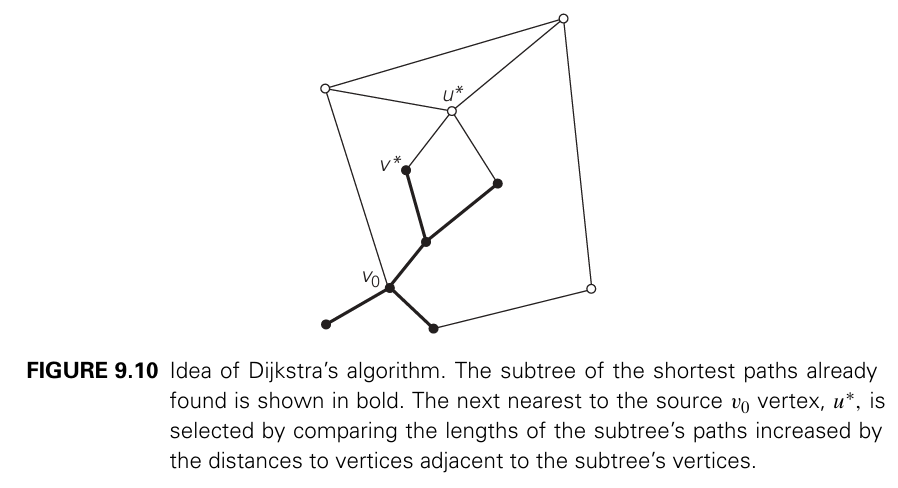 u*
v*
v0
FIGURE 9.10 Idea of Dijkstra's algorithm. The subtree of the shortest paths already
found is shown in bold. The next nearest to the source v0 vertex, u*, is
selected by comparing the lengths of the subtree's paths increased by
the distances to vertices adjacent to the subtree's vertices.